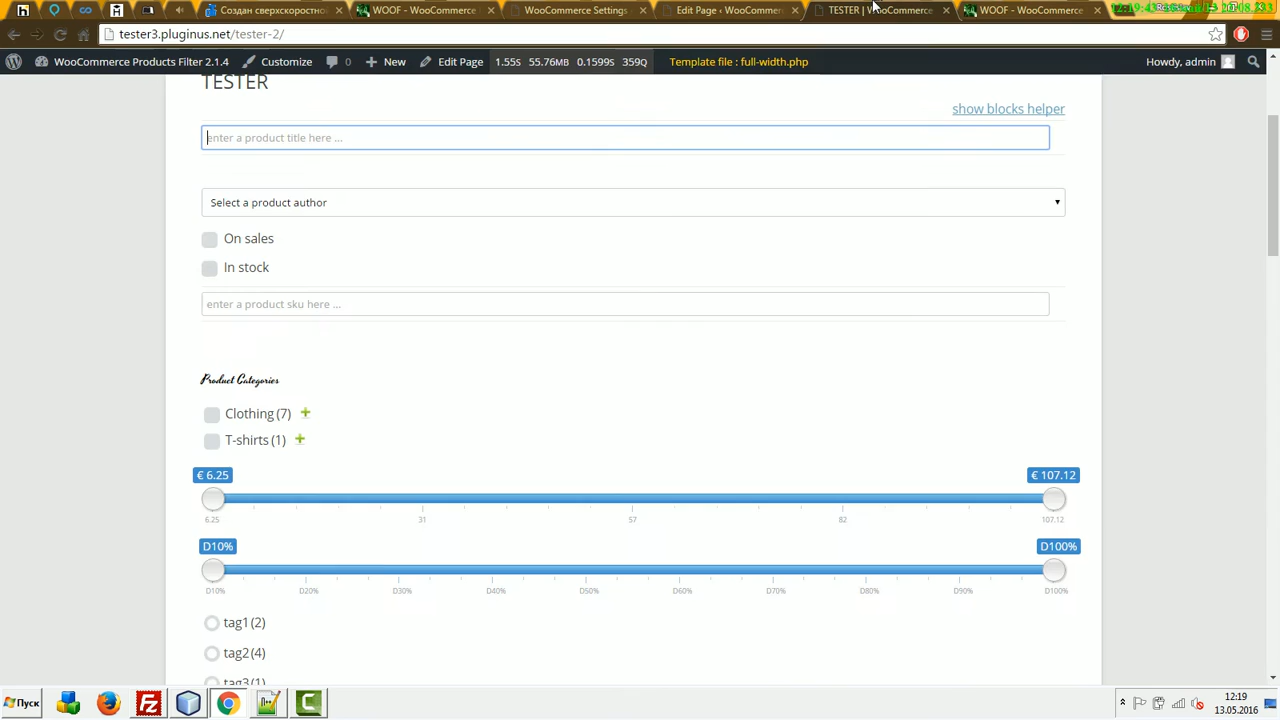 Создан сверхскоростно
WOOF – WooCommerce
WooCommerce Settings
Edit Page ‹ WooCommer
TESTER | WooCommerce
WOOF - WooCommerce
tester3.pluginus.net/tester-2/
WooCommerce Products Filter 2.1.4
Customize
0
New
Edit Page
1.55S
55.76MB
0.1599S
359Q
Template file : full-width.php
Howdy, admin
TESTER
show blocks helper
enter a product title here ...
Select a product author
On sales
In stock
enter a product sku here ...
Product Categories
Clothing (7)
T-shirts (1)
€ 6.25
€ 107.12
6.25
31
57
82
107.12
D10%
D100%
D10%
D20%
D30%
D40%
D50%
D60%
D70%
D80%
D90%
D100%
tag1 (2)
tag2 (4)
tag3 (1)
Пуск
12:19
13.05.2016